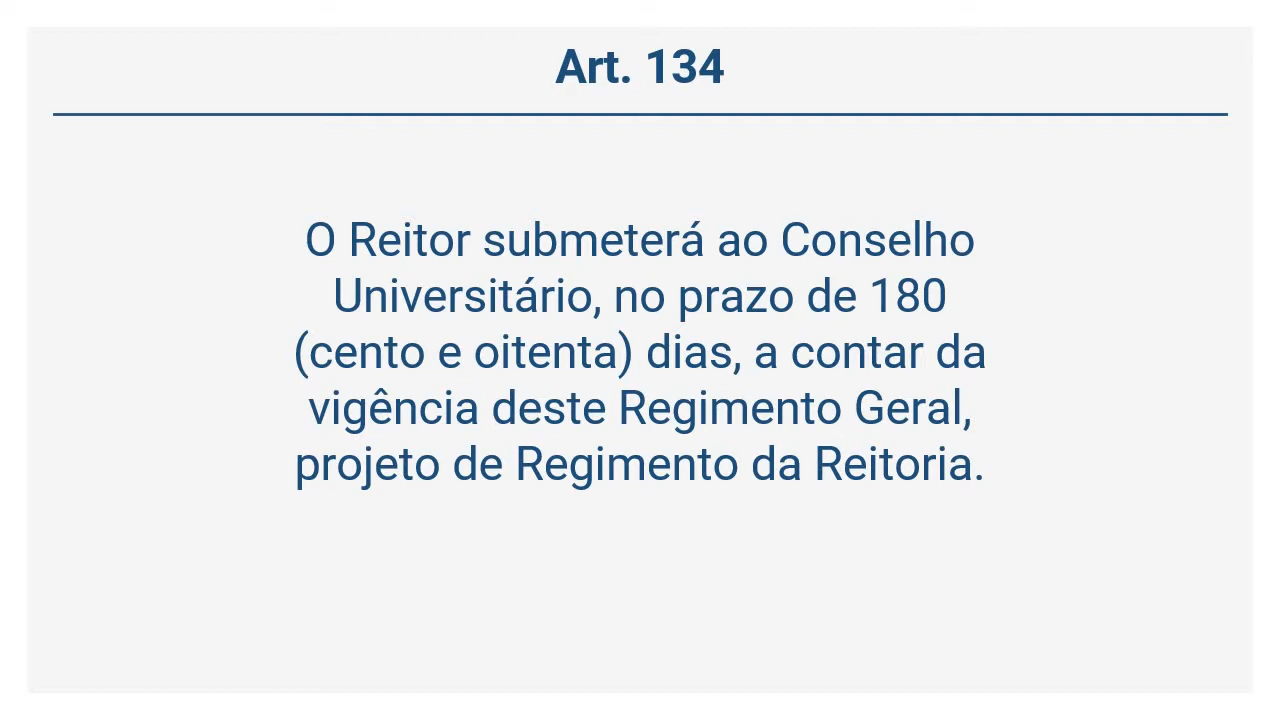 Art. 134
O Reitor submeterá ao Conselho
Universitário, no prazo de 180
(cento e oitenta) dias, a contar da
vigência deste Regimento Geral,
projeto de Regimento da Reitoria.